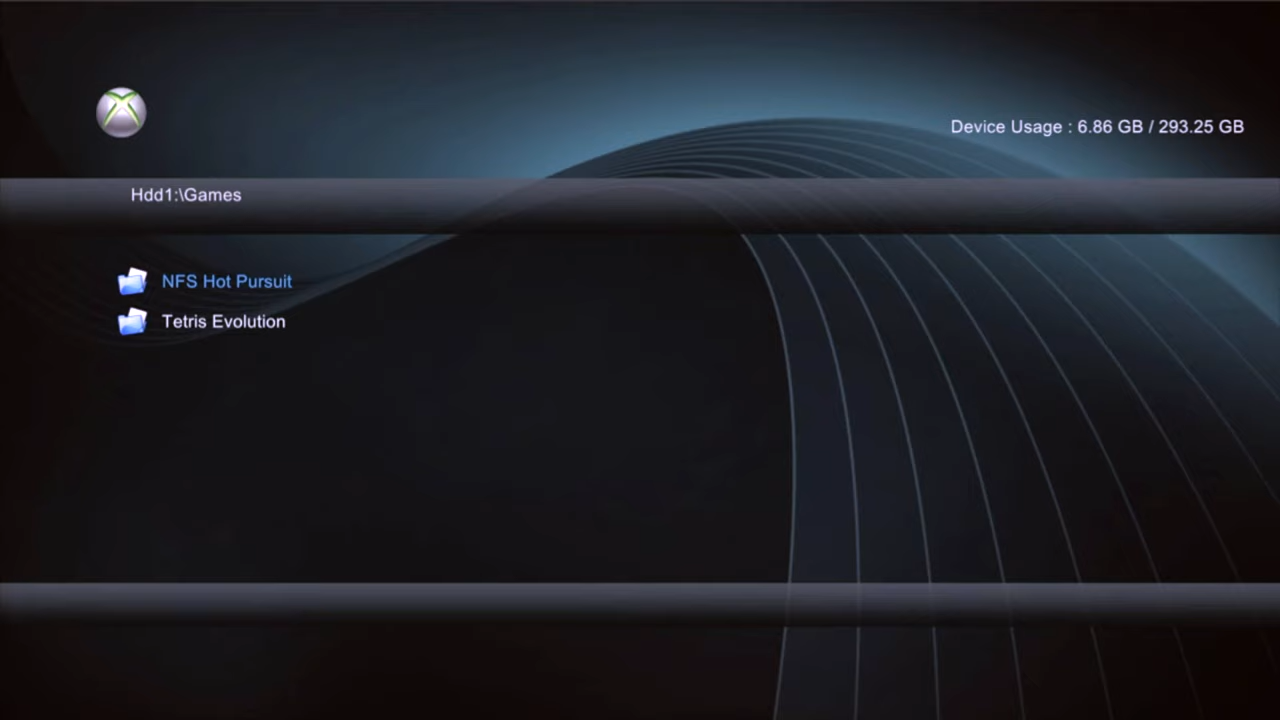 Device Usage : 6.86 GB / 293.25 GB
Hdd1:\Games
NFS Hot Pursuit
Tetris Evolution